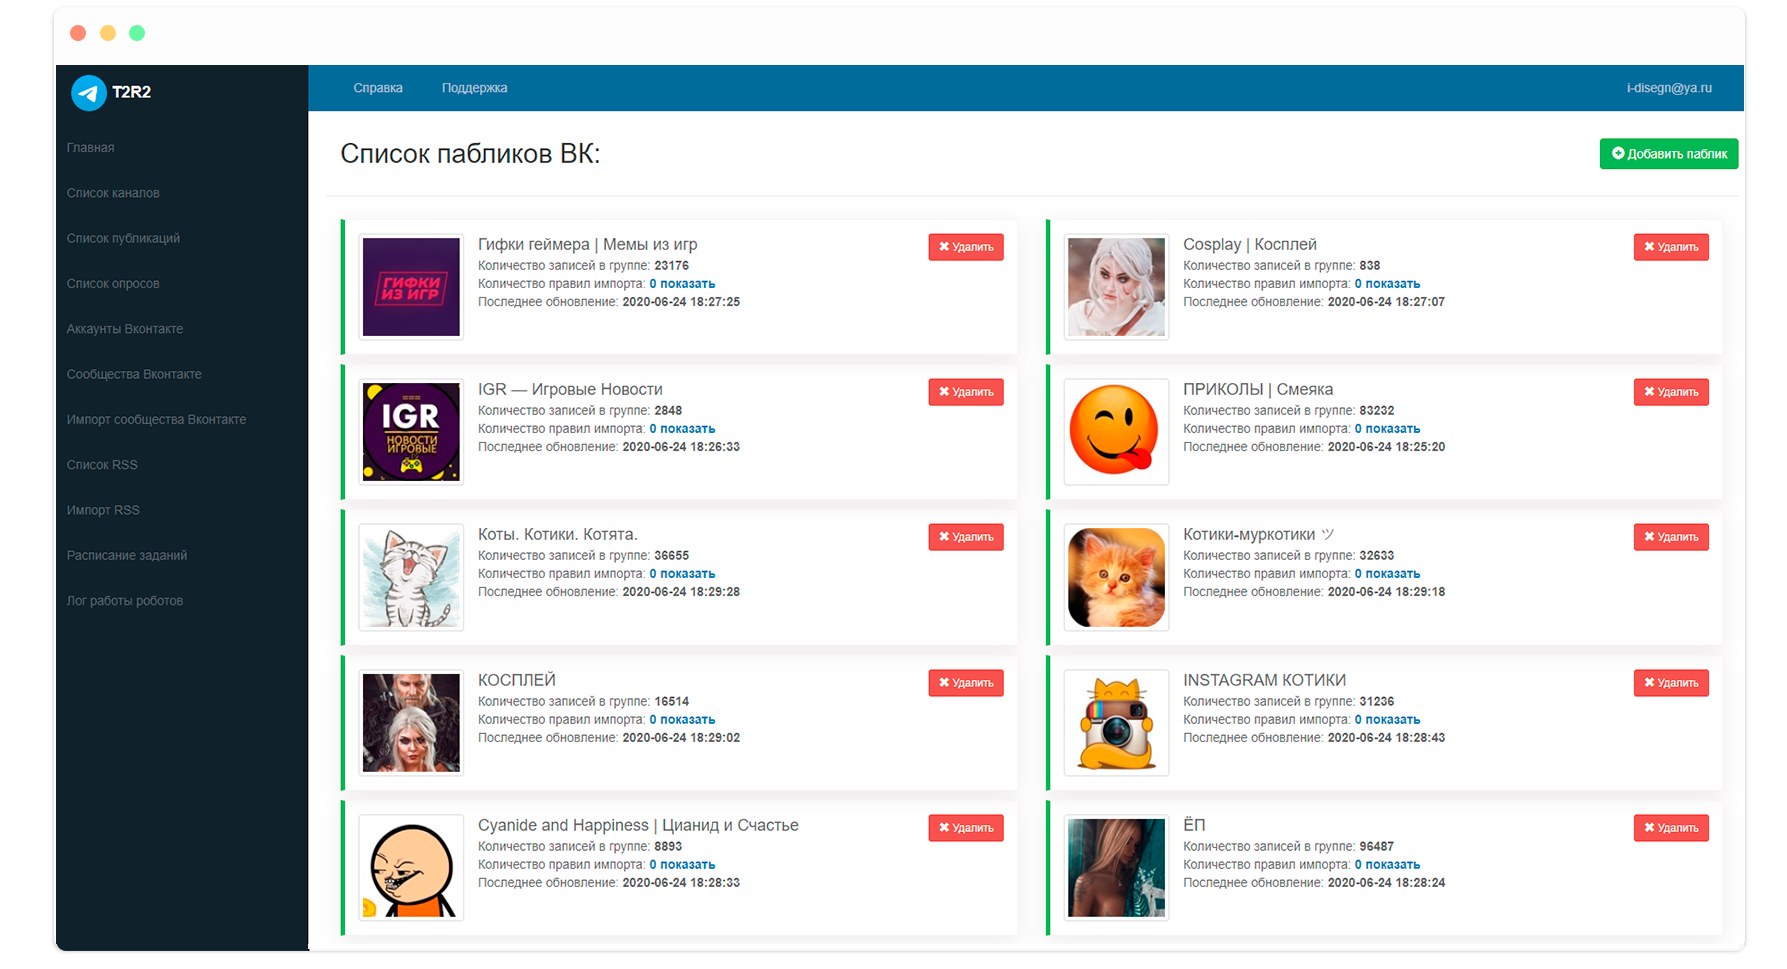 T2R2
Справка
Поддержка
i-disegn@ya.ru
Главная
Список каналов
Список публикаций
Список опросов
Аккаунты Вконтакте
Сообщества Вконтакте
Импорт сообщества Вконтакте
Список RSS
Импорт RSS
Расписание заданий
Лог работы роботов
Список пабликов ВК:
Добавить паблик
ГИФКИ
ИЗ ИГР
Гифки геймера | Мемы из игр
Количество записей в группе: 23176
Количество правил импорта: 0 показать
Последнее обновление: 2020-06-24 18:27:25
Удалить
Cosplay | Косплей
Количество записей в группе: 838
Количество правил импорта: 0 показать
Последнее обновление: 2020-06-24 18:27:07
Удалить
IGR
НОВОСТИ
ИГРОВЫЕ
IGR — Игровые Новости
Количество записей в группе: 2848
Количество правил импорта: 0 показать
Последнее обновление: 2020-06-24 18:26:33
Удалить
ПРИКОЛЫ | Смеяка
Количество записей в группе: 83232
Количество правил импорта: 0 показать
Последнее обновление: 2020-06-24 18:25:20
Удалить
Коты. Котики. Котята.
Количество записей в группе: 36655
Количество правил импорта: 0 показать
Последнее обновление: 2020-06-24 18:29:28
Удалить
Котики-муркотики ツ
Количество записей в группе: 32633
Количество правил импорта: 0 показать
Последнее обновление: 2020-06-24 18:29:18
Удалить
КОСПЛЕЙ
Количество записей в группе: 16514
Количество правил импорта: 0 показать
Последнее обновление: 2020-06-24 18:29:02
Удалить
INSTAGRAM КОТИКИ
Количество записей в группе: 31236
Количество правил импорта: 0 показать
Последнее обновление: 2020-06-24 18:28:43
Удалить
Cyanide and Happiness | Цианид и Счастье
Количество записей в группе: 8893
Количество правил импорта: 0 показать
Последнее обновление: 2020-06-24 18:28:33
Удалить
ЁП
Количество записей в группе: 96487
Количество правил импорта: 0 показать
Последнее обновление: 2020-06-24 18:28:24
Удалить